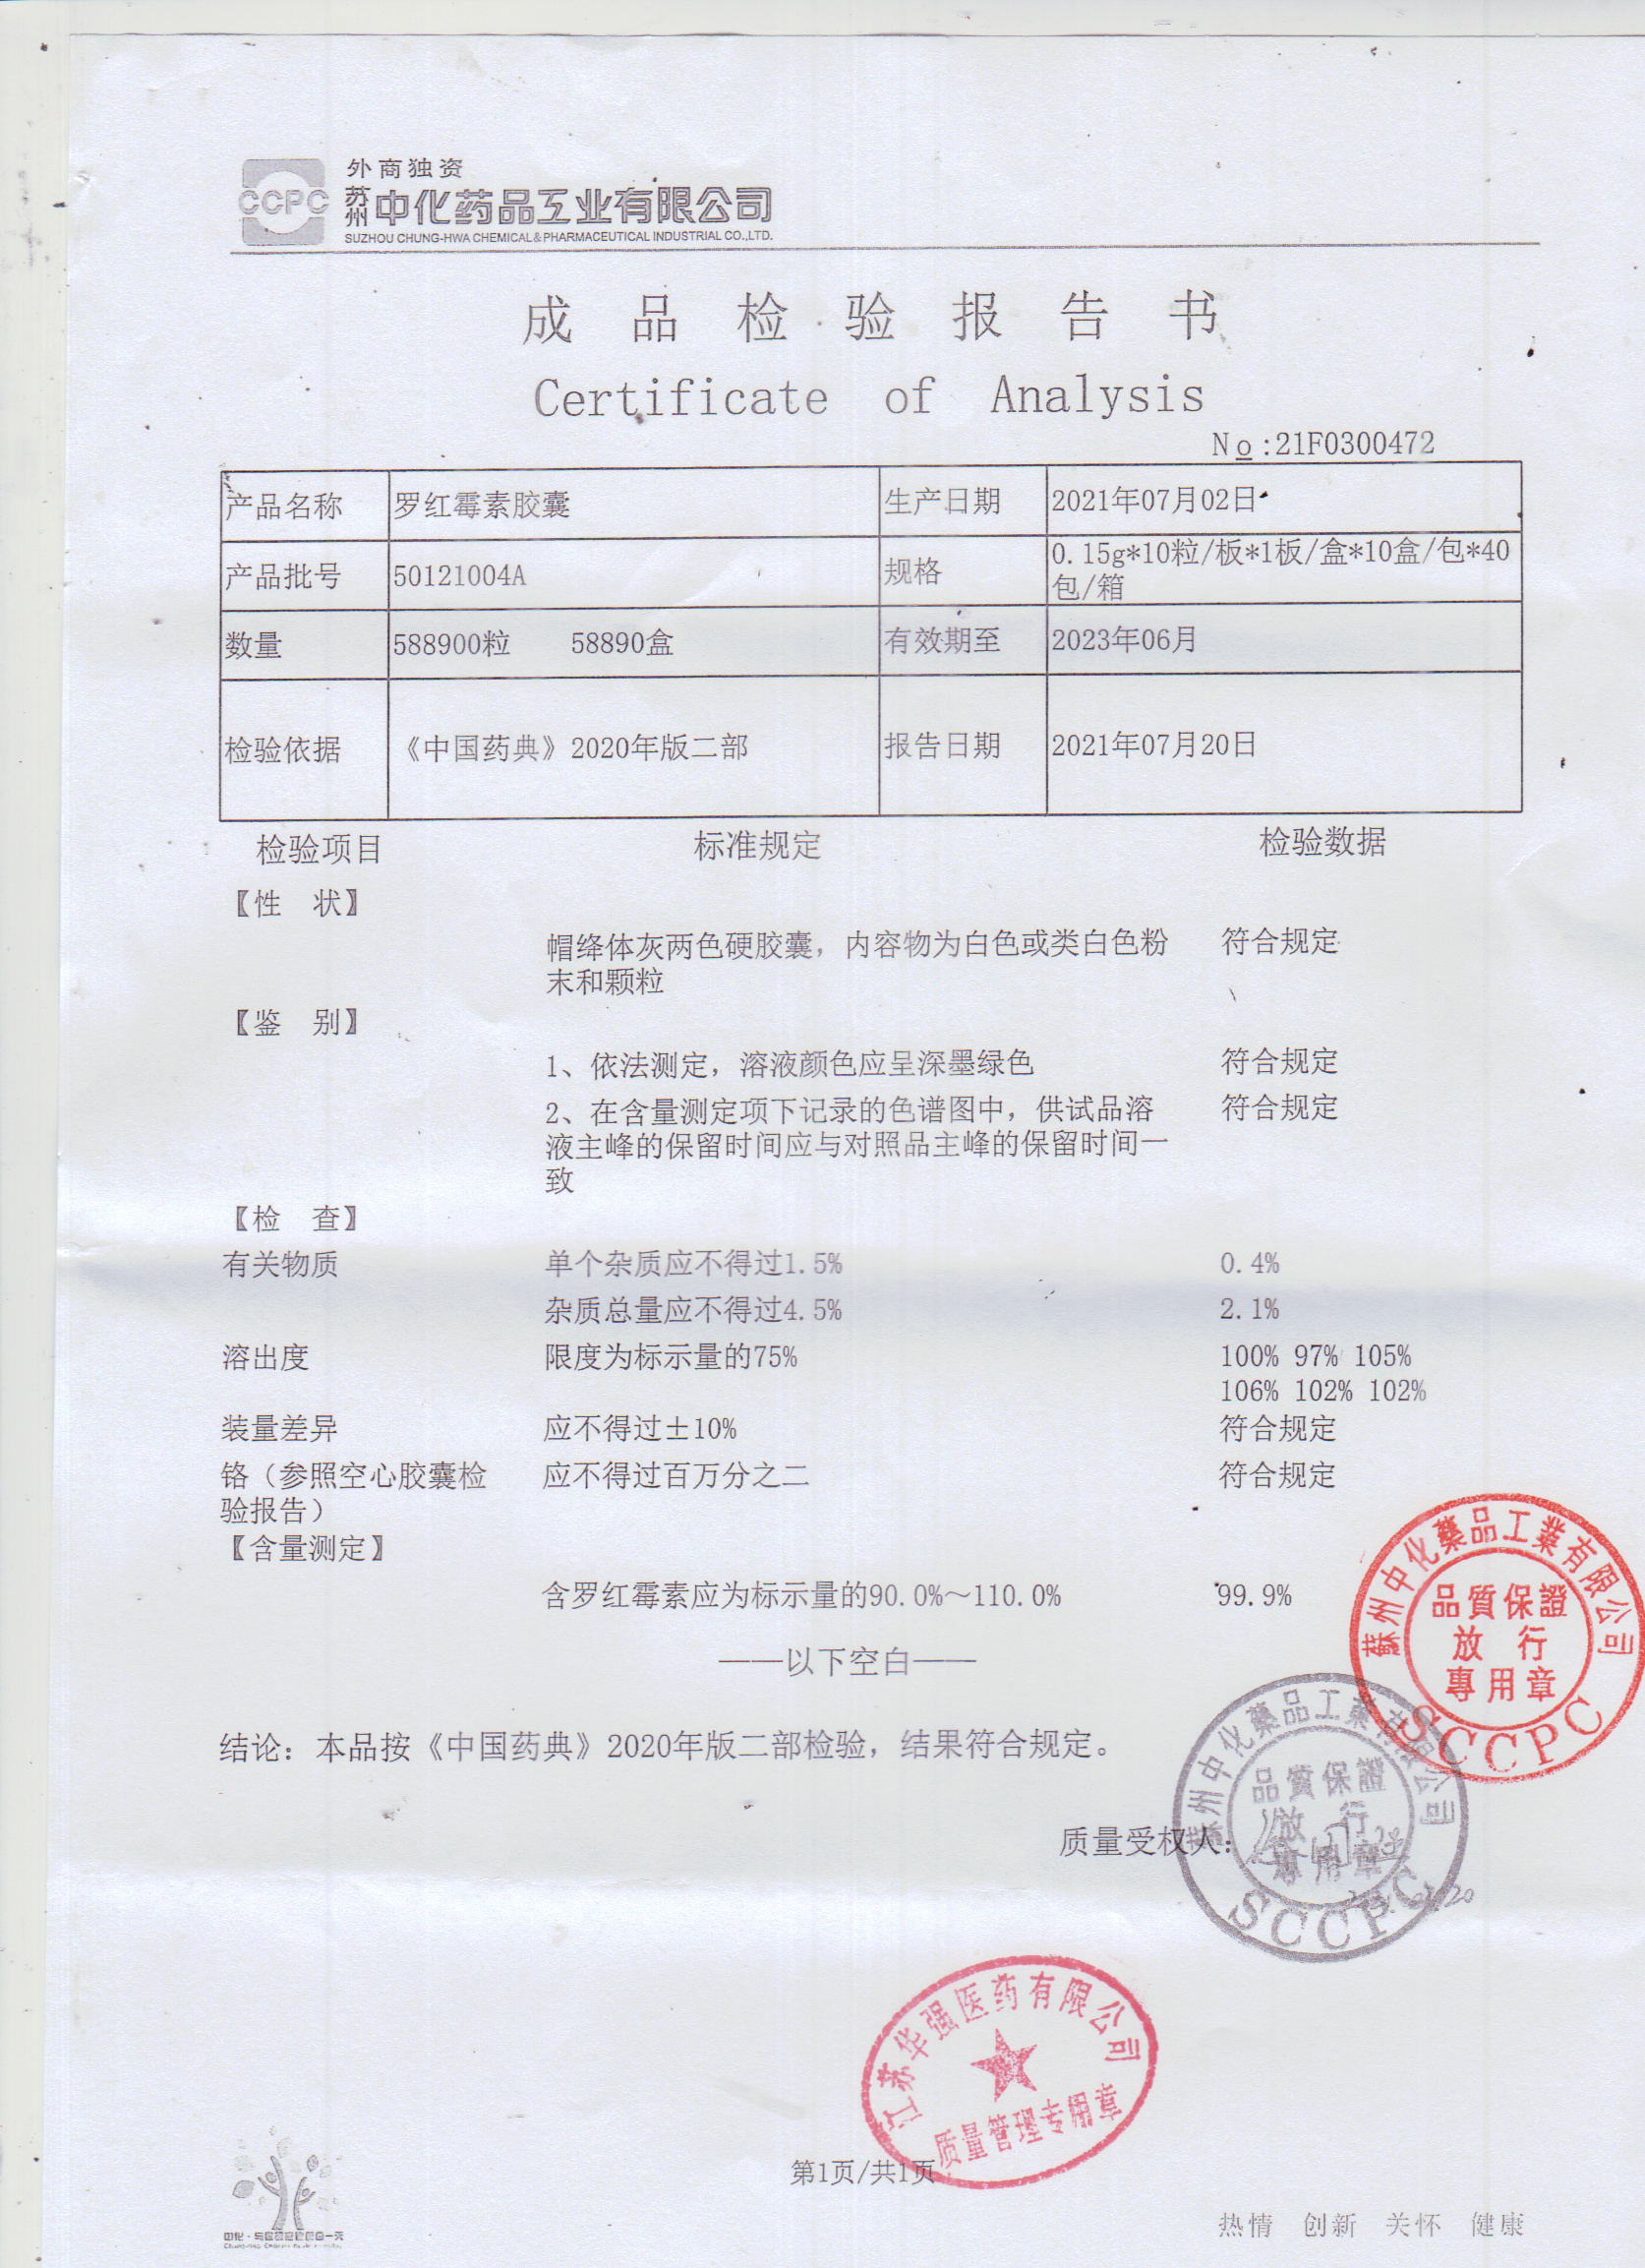 外商独资
CCPC 苏州中化药品工业有限公司
SUZHOU CHUNG-HWA CHEMICAL&PHARMACEUTICAL INDUSTRIAL CO.,LTD.
成品检验报告书
Certificate of Analysis
No:21F0300472
产品名称 罗红霉素胶囊 生产日期 2021年07月02日
产品批号 50121004A 规格 0.15g*10粒/板*1板/盒*10盒/包*40
包/箱
数量 588900粒 58890盒 有效期至 2023年06月
检验依据 《中国药典》2020年版二部 报告日期 2021年07月20日
检验项目 标准规定 检验数据
【性 状】
帽绛体灰两色硬胶囊，内容物为白色或类白色粉 符合规定
末和颗粒
【鉴 别】
1、依法测定，溶液颜色应呈深墨绿色 符合规定
2、在含量测定项下记录的色谱图中，供试品溶 符合规定
液主峰的保留时间应与对照品主峰的保留时间一
致
【检 查】
有关物质 单个杂质应不得过1.5% 0.4%
杂质总量应不得过4.5% 2.1%
溶出度 限度为标示量的75% 100% 97% 105%
106% 102% 102%
装量差异 应不得过±10% 符合规定
铬（参照空心胶囊检 应不得过百万分之二 符合规定
验报告）
【含量测定】
含罗红霉素应为标示量的90.0%～110.0% 99.9%
——以下空白——
结论：本品按《中国药典》2020年版二部检验，结果符合规定。
蘇州中化藥品工業有限公司
品質保證
放行
專用章
SCCPC
蘇州中化藥品工業有限公司
品質保證
放行
專用章
SCCPC
质量受权人：
江苏华强医药有限公司
质量管理专用章
第1页/共1页
热情 创新 关怀 健康